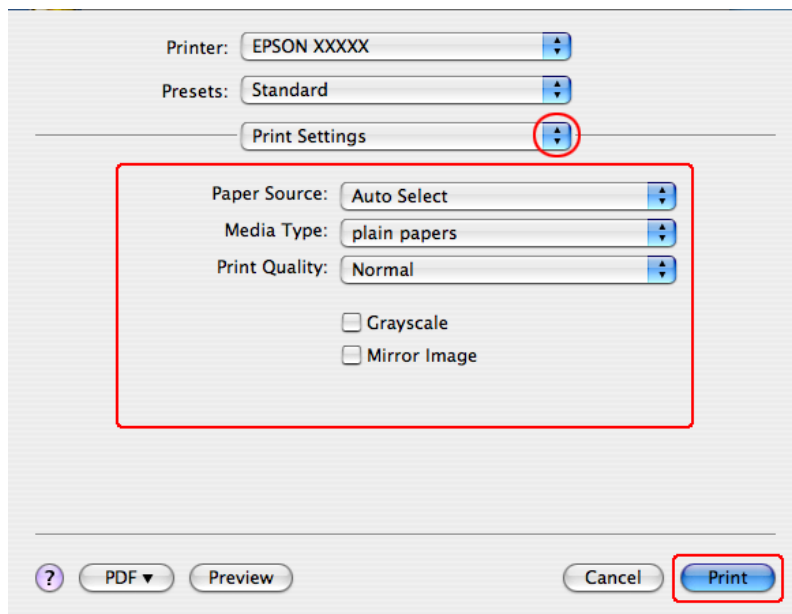 Printer: EPSON XXXXX
Presets: Standard
Print Settings
Paper Source: Auto Select
Media Type: plain papers
Print Quality: Normal
Grayscale
Mirror Image
? PDF ▼ Preview Cancel Print